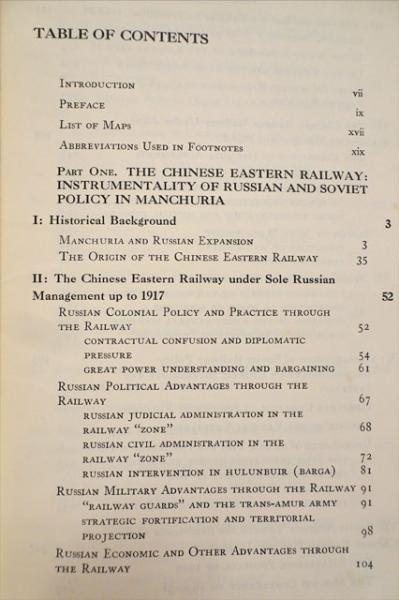 TABLE OF CONTENTS
INTRODUCTION vii
PREFACE ix
LIST OF MAPS xvii
ABBREVIATIONS USED IN FOOTNOTES xix
PART ONE. THE CHINESE EASTERN RAILWAY:
INSTRUMENTALITY OF RUSSIAN AND SOVIET
POLICY IN MANCHURIA
I: Historical Background 3
MANCHURIA AND RUSSIAN EXPANSION 3
THE ORIGIN OF THE CHINESE EASTERN RAILWAY 35
II: The Chinese Eastern Railway under Sole Russian
Management up to 1917 52
RUSSIAN COLONIAL POLICY AND PRACTICE THROUGH
THE RAILWAY 52
CONTRACTUAL CONFUSION AND DIPLOMATIC
PRESSURE 54
GREAT POWER UNDERSTANDING AND BARGAINING 61
RUSSIAN POLITICAL ADVANTAGES THROUGH THE
RAILWAY 67
RUSSIAN JUDICIAL ADMINISTRATION IN THE
RAILWAY "ZONE" 68
RUSSIAN CIVIL ADMINISTRATION IN THE
RAILWAY "ZONE" 72
RUSSIAN INTERVENTION IN HULUNBUIR (BARGA) 81
RUSSIAN MILITARY ADVANTAGES THROUGH THE RAILWAY 91
"RAILWAY GUARDS" AND THE TRANS-AMUR ARMY 91
STRATEGIC FORTIFICATION AND TERRITORIAL
PROJECTION 98
RUSSIAN ECONOMIC AND OTHER ADVANTAGES THROUGH
THE RAILWAY 104